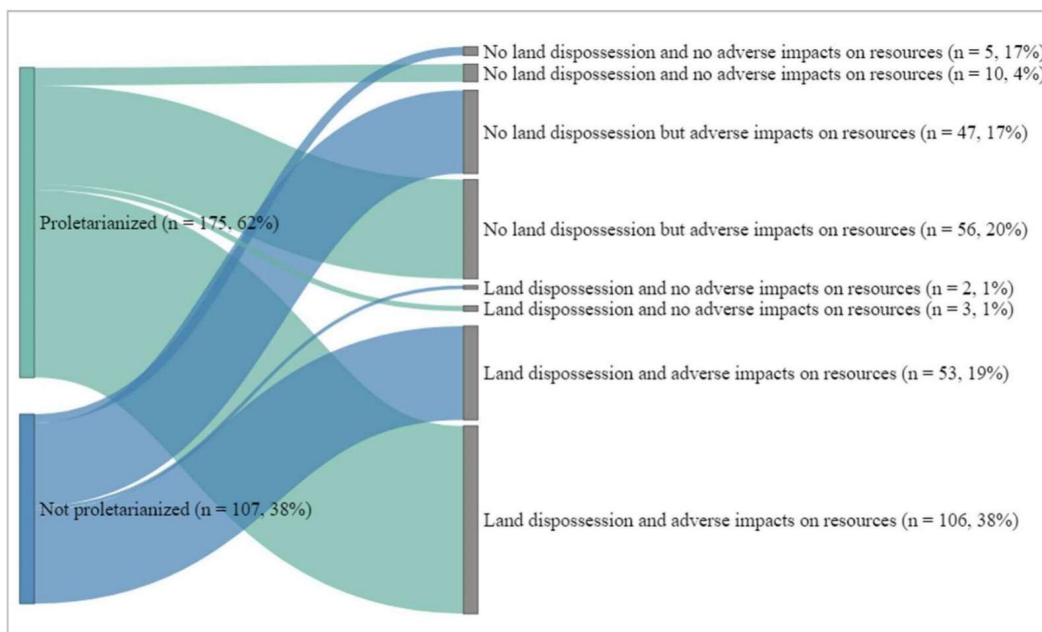 Proletarianized (n = 175, 62%)
Not proletarianized (n = 107, 38%)
No land dispossession and no adverse impacts on resources (n = 5, 17%)
No land dispossession and no adverse impacts on resources (n = 10, 4%)
No land dispossession but adverse impacts on resources (n = 47, 17%)
No land dispossession but adverse impacts on resources (n = 56, 20%)
Land dispossession and no adverse impacts on resources (n = 2, 1%)
Land dispossession and no adverse impacts on resources (n = 3, 1%)
Land dispossession and adverse impacts on resources (n = 53, 19%)
Land dispossession and adverse impacts on resources (n = 106, 38%)